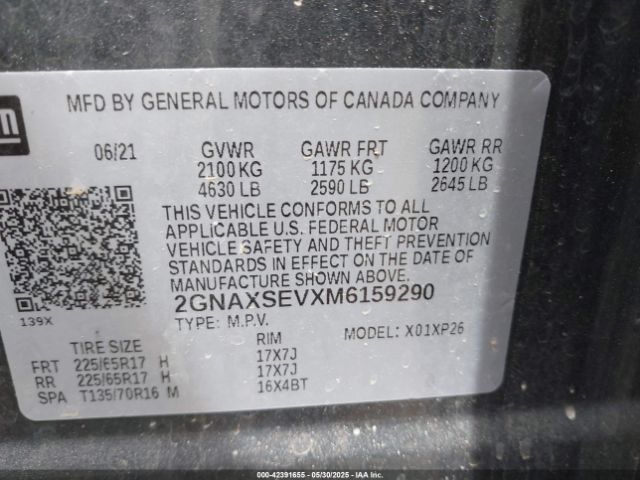 MFD BY GENERAL MOTORS OF CANADA COMPANY
06/21 GVWR GAWR FRT GAWR RR
2100 KG 1175 KG 1200 KG
4630 LB 2590 LB 2645 LB
THIS VEHICLE CONFORMS TO ALL
APPLICABLE U.S. FEDERAL MOTOR
VEHICLE SAFETY AND THEFT PREVENTION
STANDARDS IN EFFECT ON THE DATE OF
MANUFACTURE SHOWN ABOVE.
2GNAXSEVXM6159290
139X
TYPE: M.P.V. MODEL: X01XP26
TIRE SIZE RIM
FRT 225/65R17 H 17X7J
RR 225/65R17 H 17X7J
SPA T135/70R16 M 16X4BT
00-42391655 - 05/30/2025 - IAAI.COM